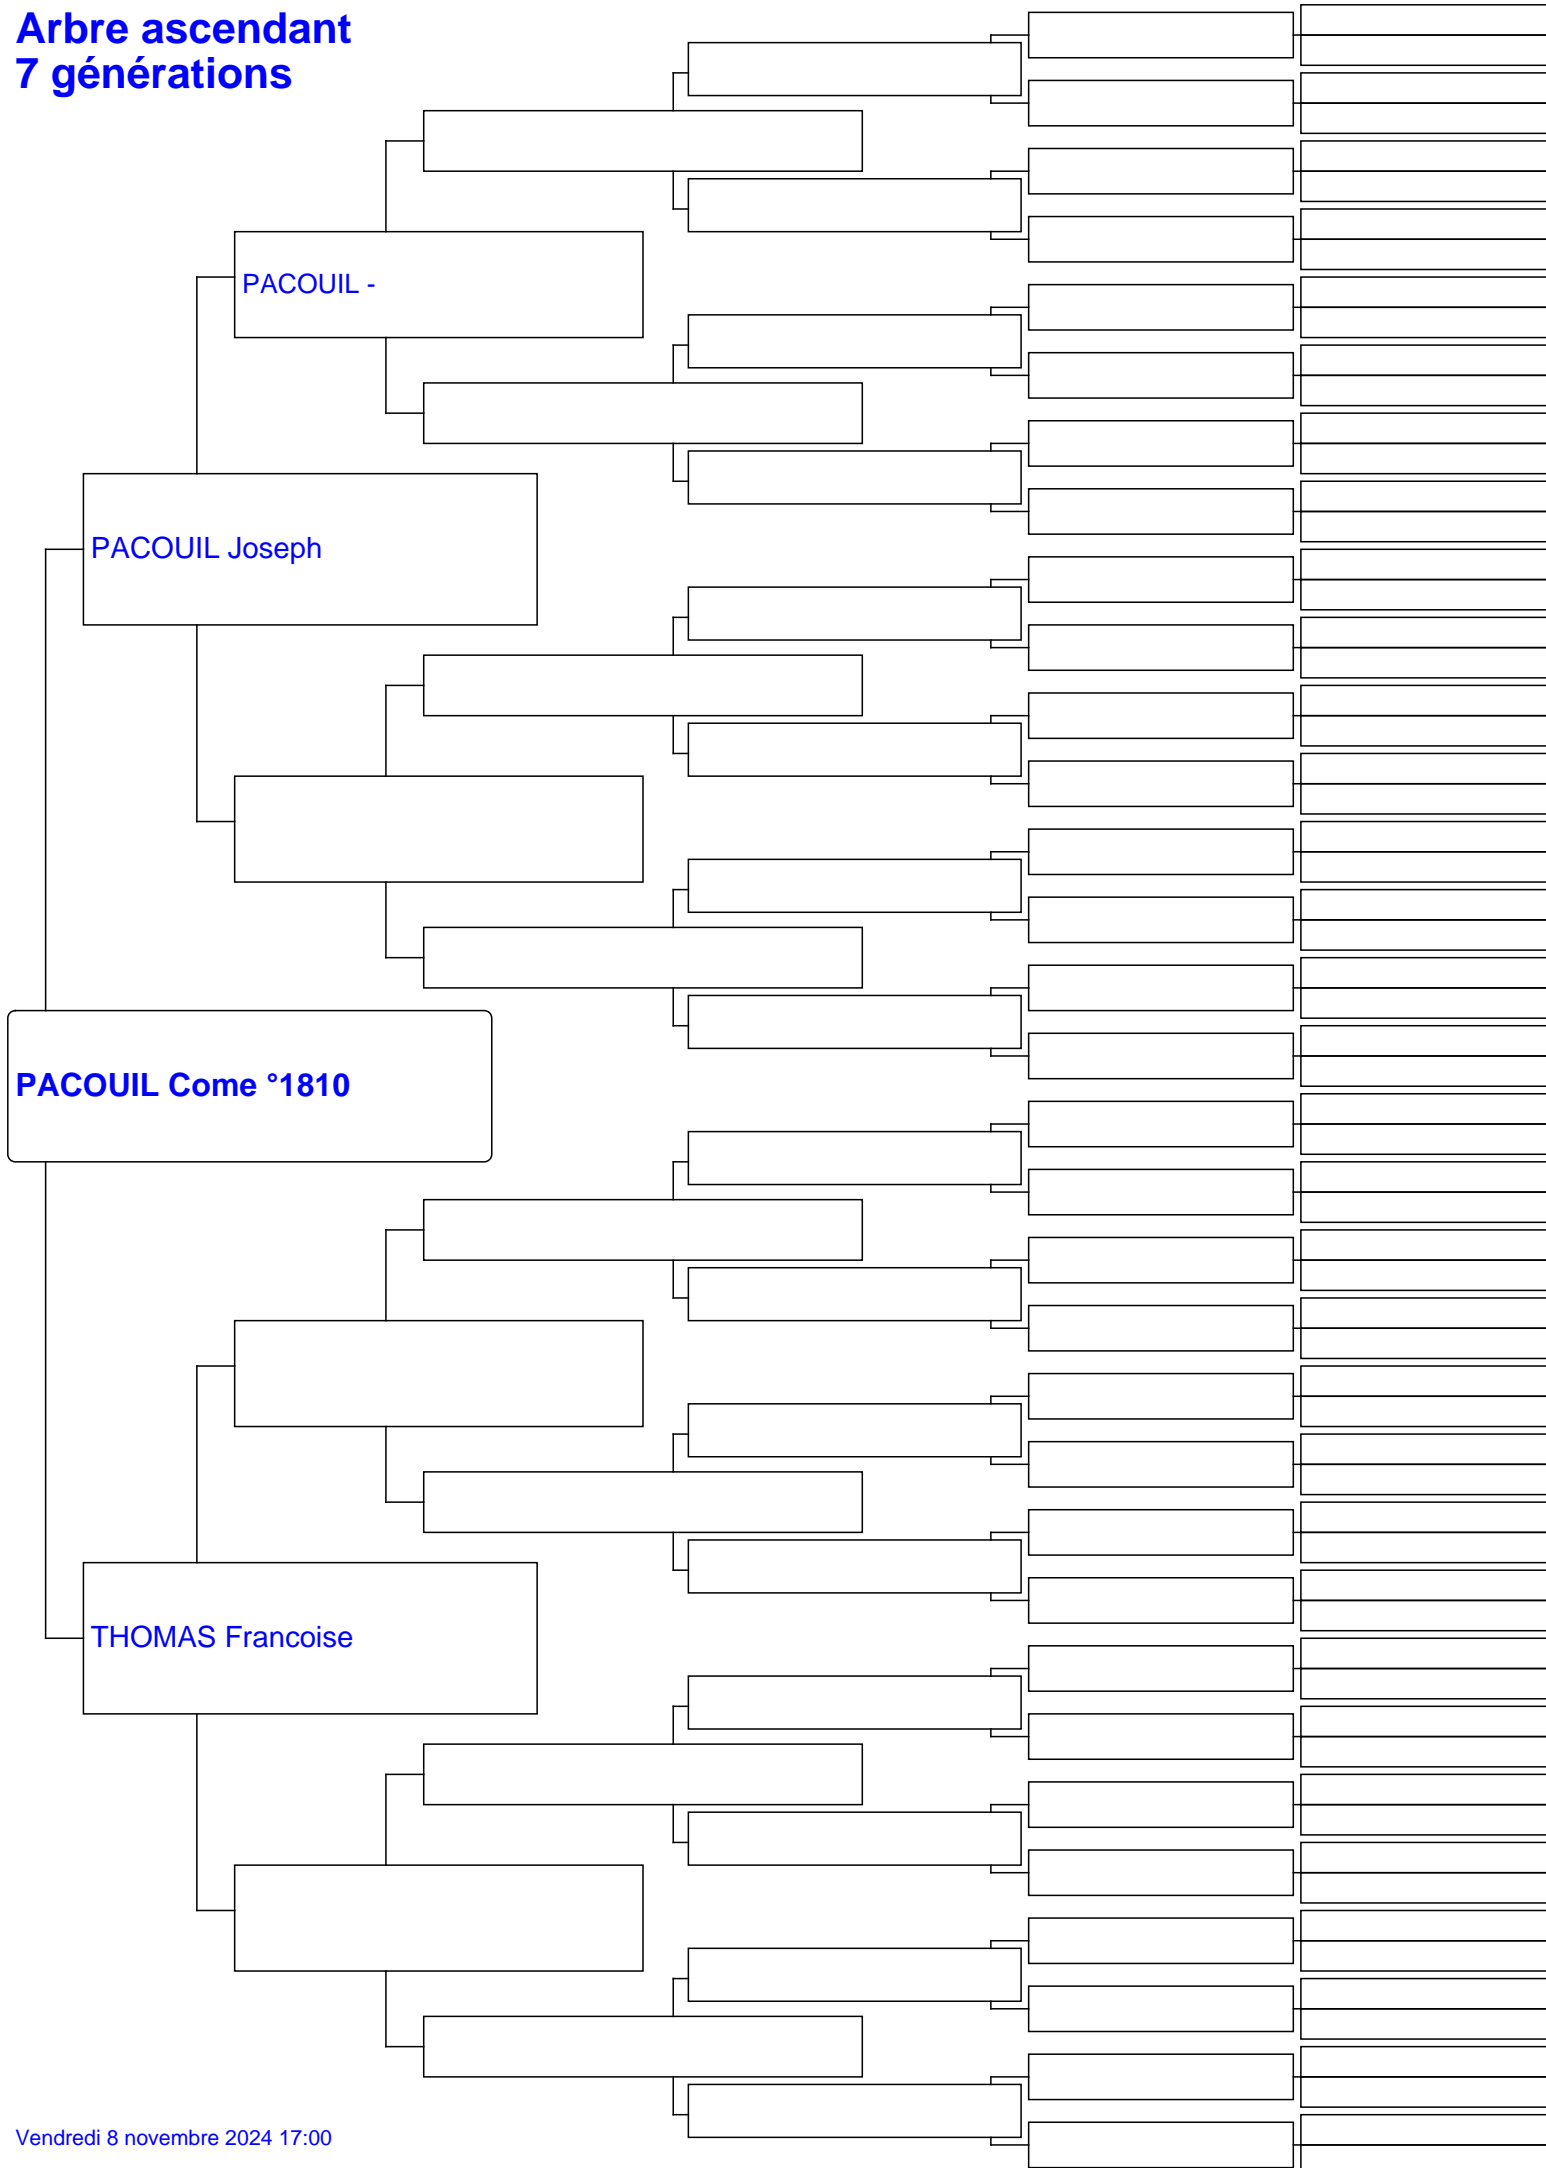 Arbre ascendant
7 générations
PACOUIL -
PACOUIL Joseph
PACOUIL Come °1810
THOMAS Francoise
Vendredi 8 novembre 2024 17:00